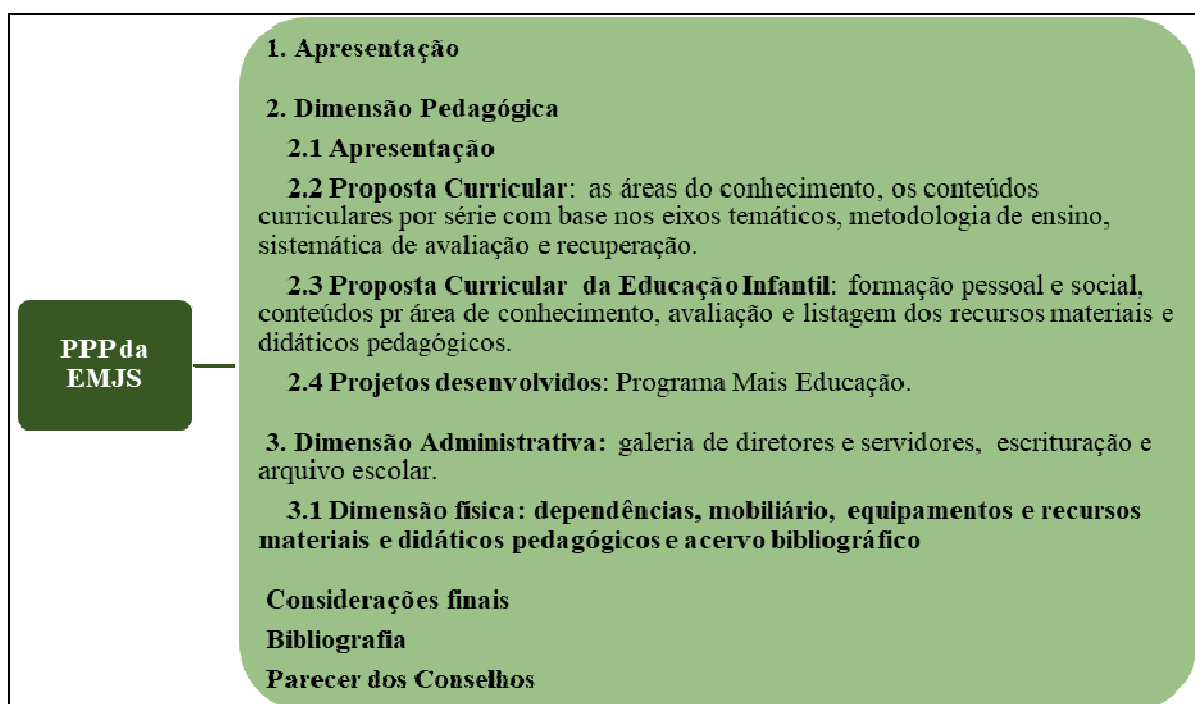 1. Apresentação
2. Dimensão Pedagógica
2.1 Apresentação
2.2 Proposta Curricular: as áreas do conhecimento, os conteúdos
curriculares por série com base nos eixos temáticos, metodologia de ensino,
sistemática de avaliação e recuperação.
2.3 Proposta Curricular da Educação Infantil: formação pessoal e social,
conteúdos pr área de conhecimento, avaliação e listagem dos recursos materiais e
didáticos pedagógicos.
2.4 Projetos desenvolvidos: Programa Mais Educação.
3. Dimensão Administrativa: galeria de diretores e servidores, escrituração e
arquivo escolar.
3.1 Dimensão física: dependências, mobiliário, equipamentos e recursos
materiais e didáticos pedagógicos e acervo bibliográfico
Considerações finais
Bibliografia
Parecer dos Conselhos
PPP da
EMJS